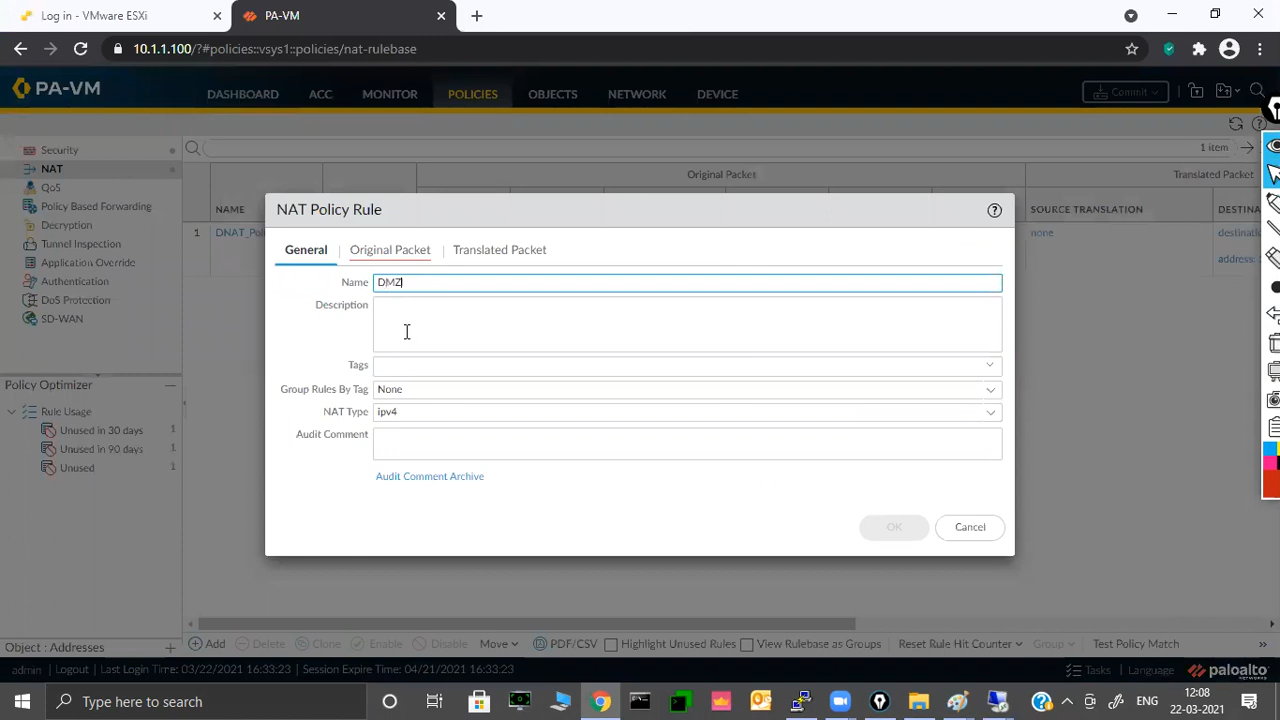 Log in - VMware ESXi
PA-VM
10.1.1.100/?#policies::vsys1::policies/nat-rulebase
PA-VM
DASHBOARD
ACC
MONITOR
POLICIES
OBJECTS
NETWORK
DEVICE
Commit
Security
NAT
QoS
Policy Based Forwarding
Decryption
Tunnel Inspection
Application Override
Authentication
DoS Protection
SD-WAN
Policy Optimizer
Rule Usage
Unused in 30 days 1
Unused in 90 days 1
Unused 1
Object : Addresses
1 item
Original Packet
Translated Packet
NAME
SOURCE TRANSLATION
DESTINA
1 DNAT_Pol
none
destinatio
address:
NAT Policy Rule
General
Original Packet
Translated Packet
Name DMZ
Description
Tags
Group Rules By Tag None
NAT Type ipv4
Audit Comment
Audit Comment Archive
OK
Cancel
Add
Delete
Clone
Enable
Disable
Move
PDF/CSV
Highlight Unused Rules
View Rulebase as Groups
Reset Rule Hit Counter
Group
Test Policy Match
admin | Logout | Last Login Time: 03/22/2021 16:33:23 | Session Expire Time: 04/21/2021 16:33:23
Tasks | Language
paloalto
NETWORKS
Type here to search
ENG
12:08
22-03-2021